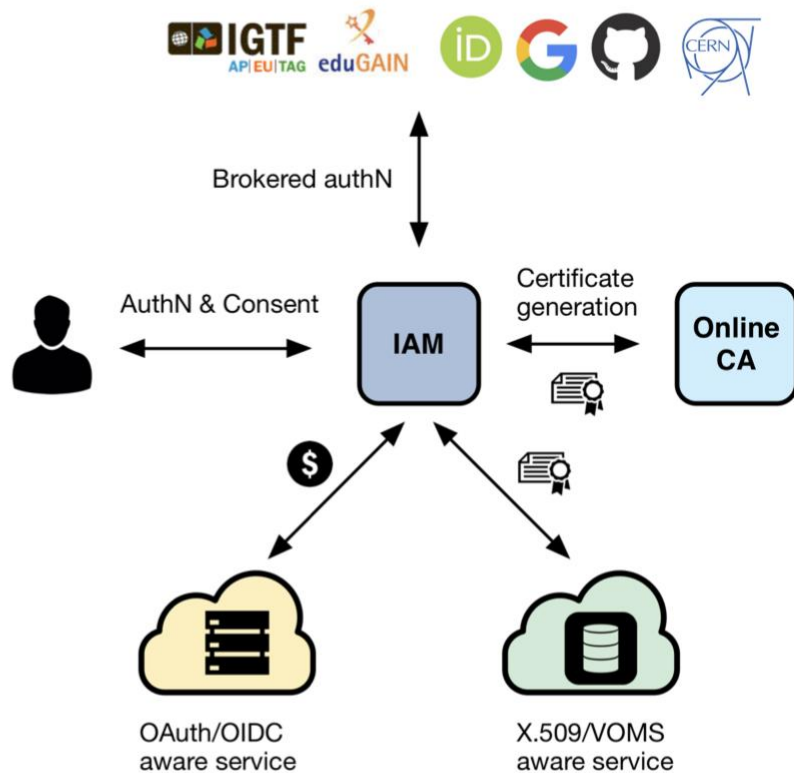 IGTF
AP|EU|TAG
eduGAIN
iD
G
CERN
Brokered authN
AuthN & Consent
IAM
Certificate
generation
Online
CA
$
OAuth/OIDC
aware service
X.509/VOMS
aware service